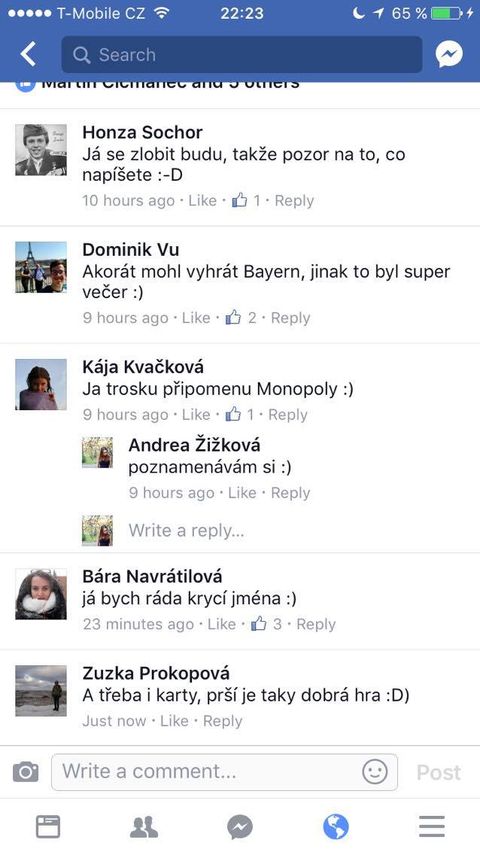 T-Mobile CZ 22:23 65 %
Search
Martin Cicmanec and 5 others
Honza Sochor
Já se zlobit budu, takže pozor na to, co
napíšete :-D
10 hours ago · Like · 1 · Reply
Dominik Vu
Akorát mohl vyhrát Bayern, jinak to byl super
večer :)
9 hours ago · Like · 2 · Reply
Kája Kvačková
Ja trosku připomenu Monopoly :)
9 hours ago · Like · 1 · Reply
Andrea Žižková
poznamenávám si :)
9 hours ago · Like · Reply
Write a reply...
Bára Navrátilová
já bych ráda krycí jména :)
23 minutes ago · Like · 3 · Reply
Zuzka Prokopová
A třeba i karty, prší je taky dobrá hra :D)
Just now · Like · Reply
Write a comment... Post